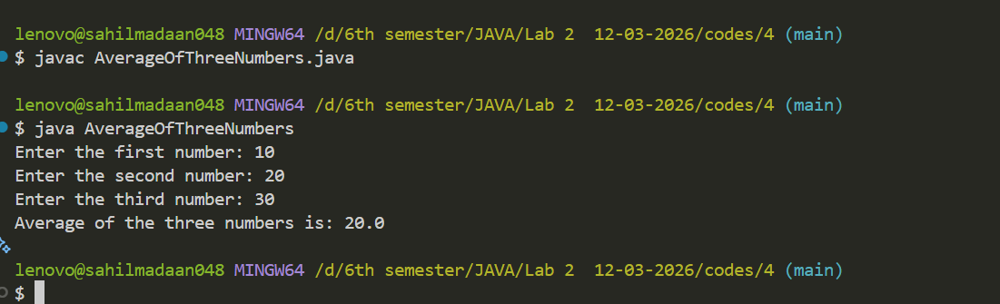 lenovo@sahilmadaan048 MINGW64 /d/6th semester/JAVA/Lab 2  12-03-2026/codes/4 (main)
$ javac AverageOfThreeNumbers.java
lenovo@sahilmadaan048 MINGW64 /d/6th semester/JAVA/Lab 2  12-03-2026/codes/4 (main)
$ java AverageOfThreeNumbers
Enter the first number: 10
Enter the second number: 20
Enter the third number: 30
Average of the three numbers is: 20.0
lenovo@sahilmadaan048 MINGW64 /d/6th semester/JAVA/Lab 2  12-03-2026/codes/4 (main)
$